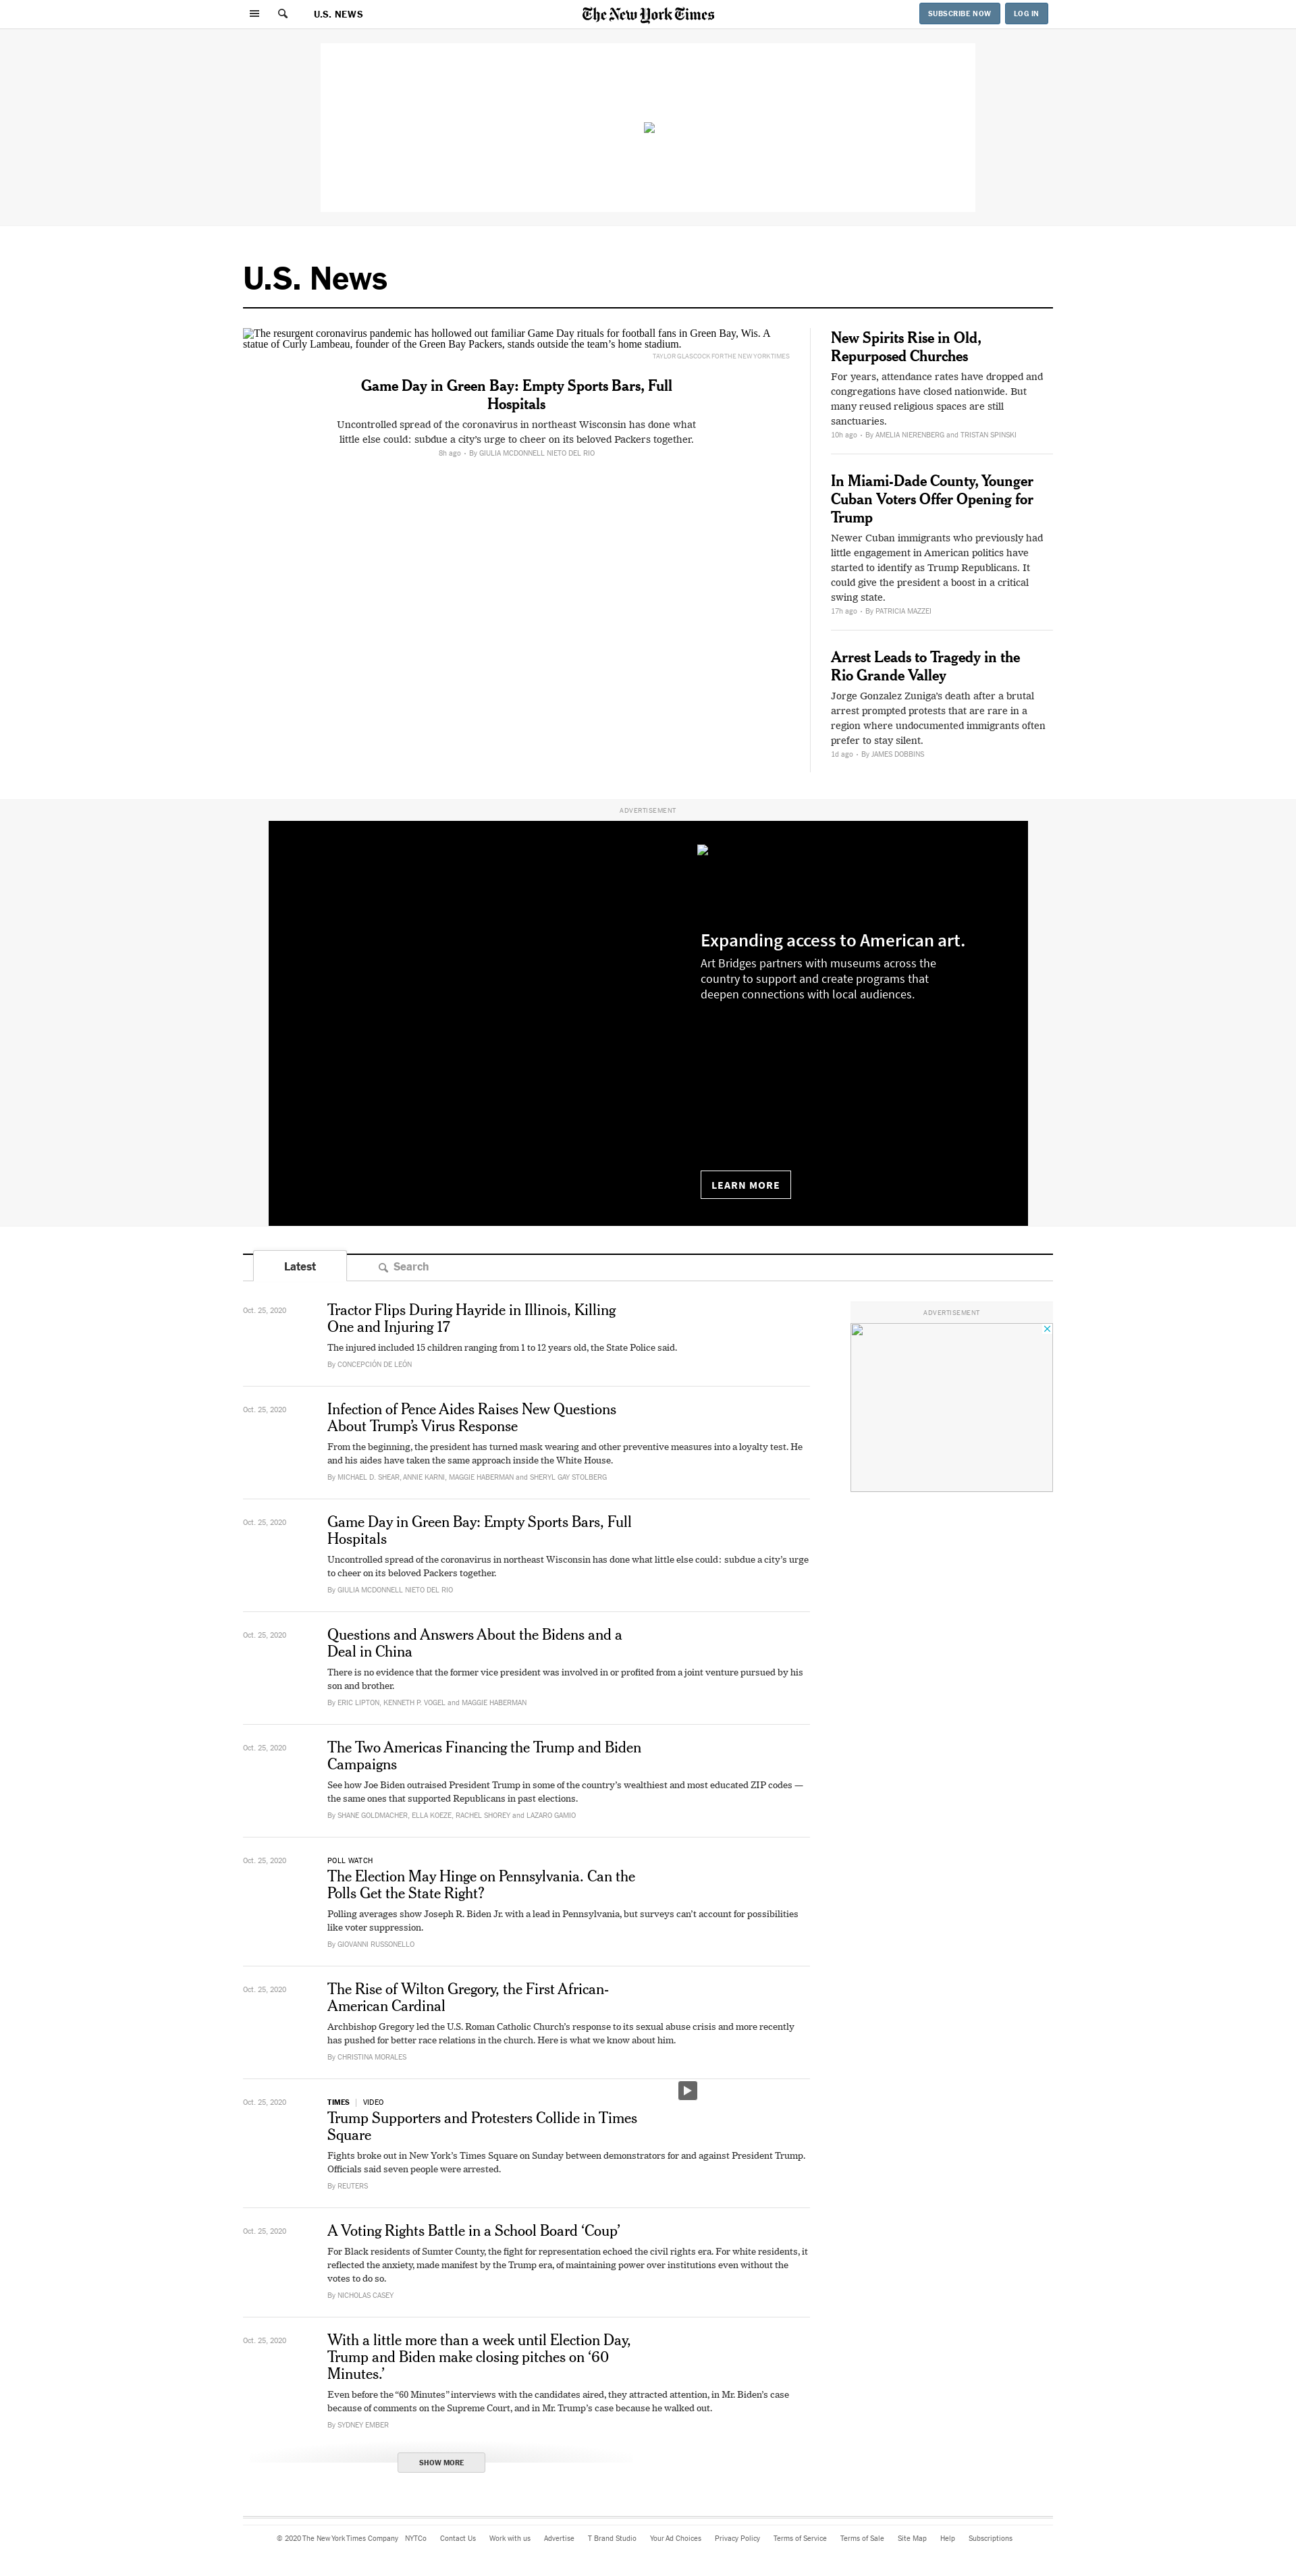 U.S. NEWS
The New York Times
SUBSCRIBE NOW
LOG IN
U.S. News
The resurgent coronavirus pandemic has hollowed out familiar Game Day rituals for football fans in Green Bay, Wis. A
statue of Curly Lambeau, founder of the Green Bay Packers, stands outside the team’s home stadium.
TAYLOR GLASCOCK FOR THE NEW YORK TIMES
Game Day in Green Bay: Empty Sports Bars, Full
Hospitals
Uncontrolled spread of the coronavirus in northeast Wisconsin has done what
little else could: subdue a city’s urge to cheer on its beloved Packers together.
8h ago • By GIULIA MCDONNELL NIETO DEL RIO
New Spirits Rise in Old,
Repurposed Churches
For years, attendance rates have dropped and
congregations have closed nationwide. But
many reused religious spaces are still
sanctuaries.
10h ago • By AMELIA NIERENBERG and TRISTAN SPINSKI
In Miami-Dade County, Younger
Cuban Voters Offer Opening for
Trump
Newer Cuban immigrants who previously had
little engagement in American politics have
started to identify as Trump Republicans. It
could give the president a boost in a critical
swing state.
17h ago • By PATRICIA MAZZEI
Arrest Leads to Tragedy in the
Rio Grande Valley
Jorge Gonzalez Zuniga’s death after a brutal
arrest prompted protests that are rare in a
region where undocumented immigrants often
prefer to stay silent.
1d ago • By JAMES DOBBINS
ADVERTISEMENT
Expanding access to American art.
Art Bridges partners with museums across the
country to support and create programs that
deepen connections with local audiences.
LEARN MORE
Latest
Search
Oct. 25, 2020
Tractor Flips During Hayride in Illinois, Killing
One and Injuring 17
The injured included 15 children ranging from 1 to 12 years old, the State Police said.
By CONCEPCIÓN DE LEÓN
ADVERTISEMENT
Oct. 25, 2020
Infection of Pence Aides Raises New Questions
About Trump’s Virus Response
From the beginning, the president has turned mask wearing and other preventive measures into a loyalty test. He
and his aides have taken the same approach inside the White House.
By MICHAEL D. SHEAR, ANNIE KARNI, MAGGIE HABERMAN and SHERYL GAY STOLBERG
Oct. 25, 2020
Game Day in Green Bay: Empty Sports Bars, Full
Hospitals
Uncontrolled spread of the coronavirus in northeast Wisconsin has done what little else could: subdue a city’s urge
to cheer on its beloved Packers together.
By GIULIA MCDONNELL NIETO DEL RIO
Oct. 25, 2020
Questions and Answers About the Bidens and a
Deal in China
There is no evidence that the former vice president was involved in or profited from a joint venture pursued by his
son and brother.
By ERIC LIPTON, KENNETH P. VOGEL and MAGGIE HABERMAN
Oct. 25, 2020
The Two Americas Financing the Trump and Biden
Campaigns
See how Joe Biden outraised President Trump in some of the country’s wealthiest and most educated ZIP codes —
the same ones that supported Republicans in past elections.
By SHANE GOLDMACHER, ELLA KOEZE, RACHEL SHOREY and LAZARO GAMIO
Oct. 25, 2020
POLL WATCH
The Election May Hinge on Pennsylvania. Can the
Polls Get the State Right?
Polling averages show Joseph R. Biden Jr. with a lead in Pennsylvania, but surveys can’t account for possibilities
like voter suppression.
By GIOVANNI RUSSONELLO
Oct. 25, 2020
The Rise of Wilton Gregory, the First African-
American Cardinal
Archbishop Gregory led the U.S. Roman Catholic Church’s response to its sexual abuse crisis and more recently
has pushed for better race relations in the church. Here is what we know about him.
By CHRISTINA MORALES
Oct. 25, 2020
TIMES | VIDEO
Trump Supporters and Protesters Collide in Times
Square
Fights broke out in New York’s Times Square on Sunday between demonstrators for and against President Trump.
Officials said seven people were arrested.
By REUTERS
Oct. 25, 2020
A Voting Rights Battle in a School Board ‘Coup’
For Black residents of Sumter County, the fight for representation echoed the civil rights era. For white residents, it
reflected the anxiety, made manifest by the Trump era, of maintaining power over institutions even without the
votes to do so.
By NICHOLAS CASEY
Oct. 25, 2020
With a little more than a week until Election Day,
Trump and Biden make closing pitches on ‘60
Minutes.’
Even before the “60 Minutes” interviews with the candidates aired, they attracted attention, in Mr. Biden’s case
because of comments on the Supreme Court, and in Mr. Trump’s case because he walked out.
By SYDNEY EMBER
SHOW MORE
© 2020 The New York Times Company NYTCo Contact Us Work with us Advertise T Brand Studio Your Ad Choices Privacy Policy Terms of Service Terms of Sale Site Map Help Subscriptions